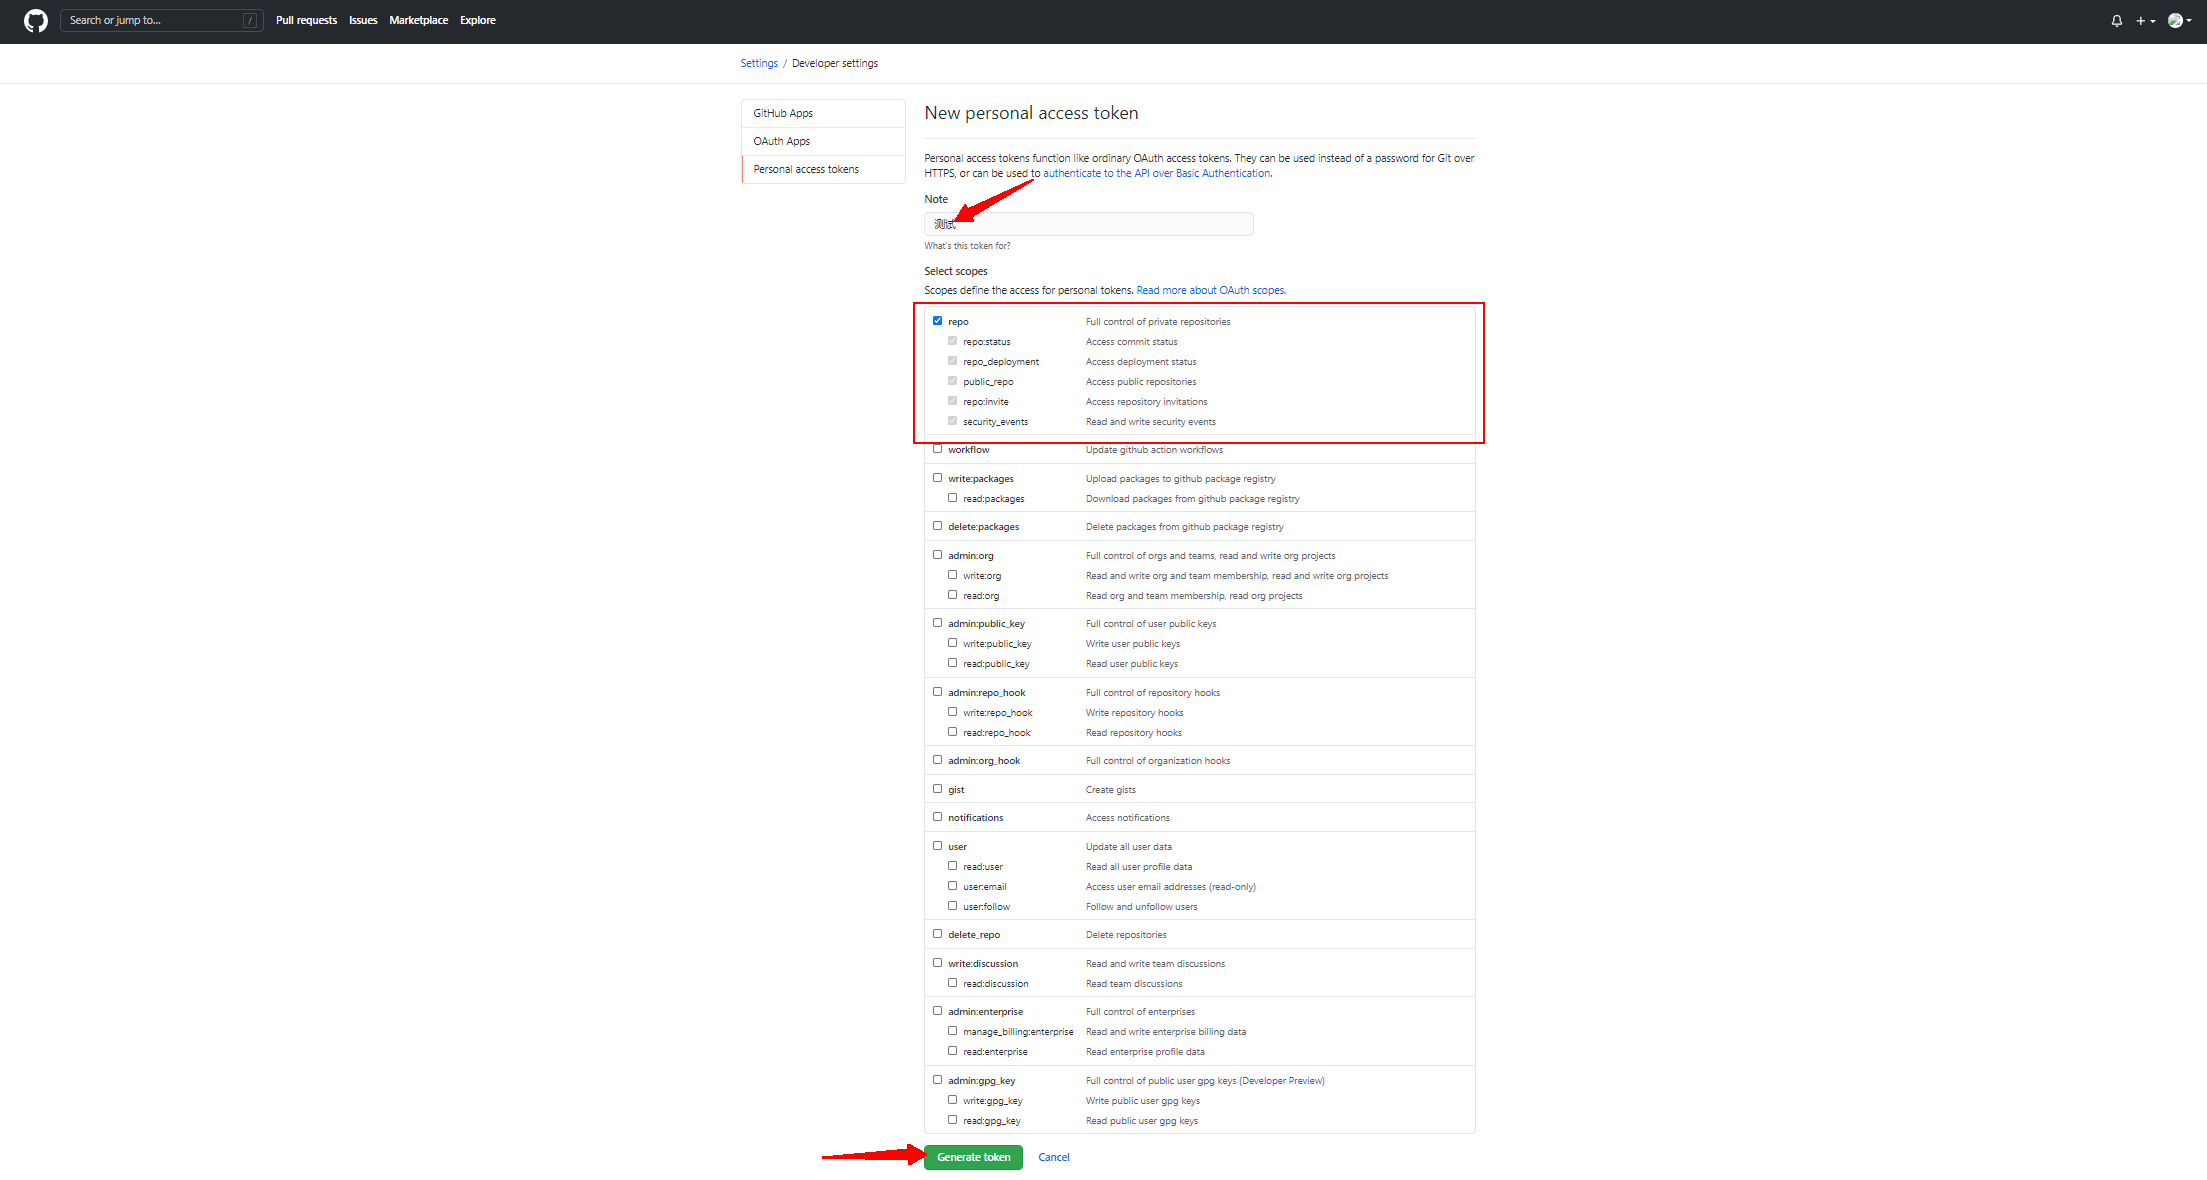 Search or jump to... /
Pull requests Issues Marketplace Explore
Settings / Developer settings
GitHub Apps
OAuth Apps
Personal access tokens
New personal access token
Personal access tokens function like ordinary OAuth access tokens. They can be used instead of a password for Git over
HTTPS, or can be used to authenticate to the API over Basic Authentication.
Note
测试
What's this token for?
Select scopes
Scopes define the access for personal tokens. Read more about OAuth scopes.
repo Full control of private repositories
repo:status Access commit status
repo_deployment Access deployment status
public_repo Access public repositories
repo:invite Access repository invitations
security_events Read and write security events
workflow Update github action workflows
write:packages Upload packages to github package registry
read:packages Download packages from github package registry
delete:packages Delete packages from github package registry
admin:org Full control of orgs and teams, read and write org projects
write:org Read and write org and team membership, read and write org projects
read:org Read org and team membership, read org projects
admin:public_key Full control of user public keys
write:public_key Write user public keys
read:public_key Read user public keys
admin:repo_hook Full control of repository hooks
write:repo_hook Write repository hooks
read:repo_hook Read repository hooks
admin:org_hook Full control of organization hooks
gist Create gists
notifications Access notifications
user Update all user data
read:user Read all user profile data
user:email Access user email addresses (read-only)
user:follow Follow and unfollow users
delete_repo Delete repositories
write:discussion Read and write team discussions
read:discussion Read team discussions
admin:enterprise Full control of enterprises
manage_billing:enterprise Read and write enterprise billing data
read:enterprise Read enterprise profile data
admin:gpg_key Full control of public user gpg keys (Developer Preview)
write:gpg_key Write public user gpg keys
read:gpg_key Read public user gpg keys
Generate token Cancel